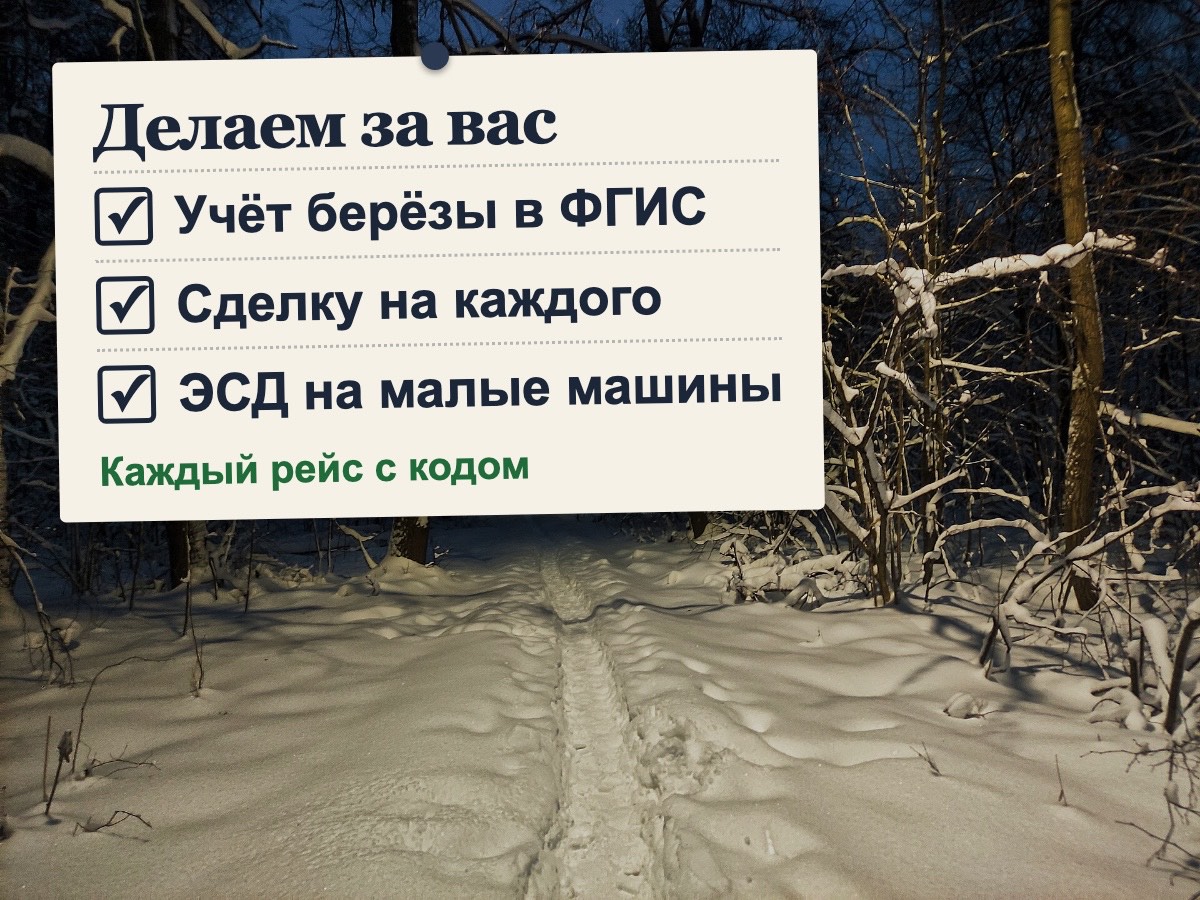 Делаем за вас
Учёт берёзы в ФГИС
Сделку на каждого
ЭСД на малые машины
Каждый рейс с кодом